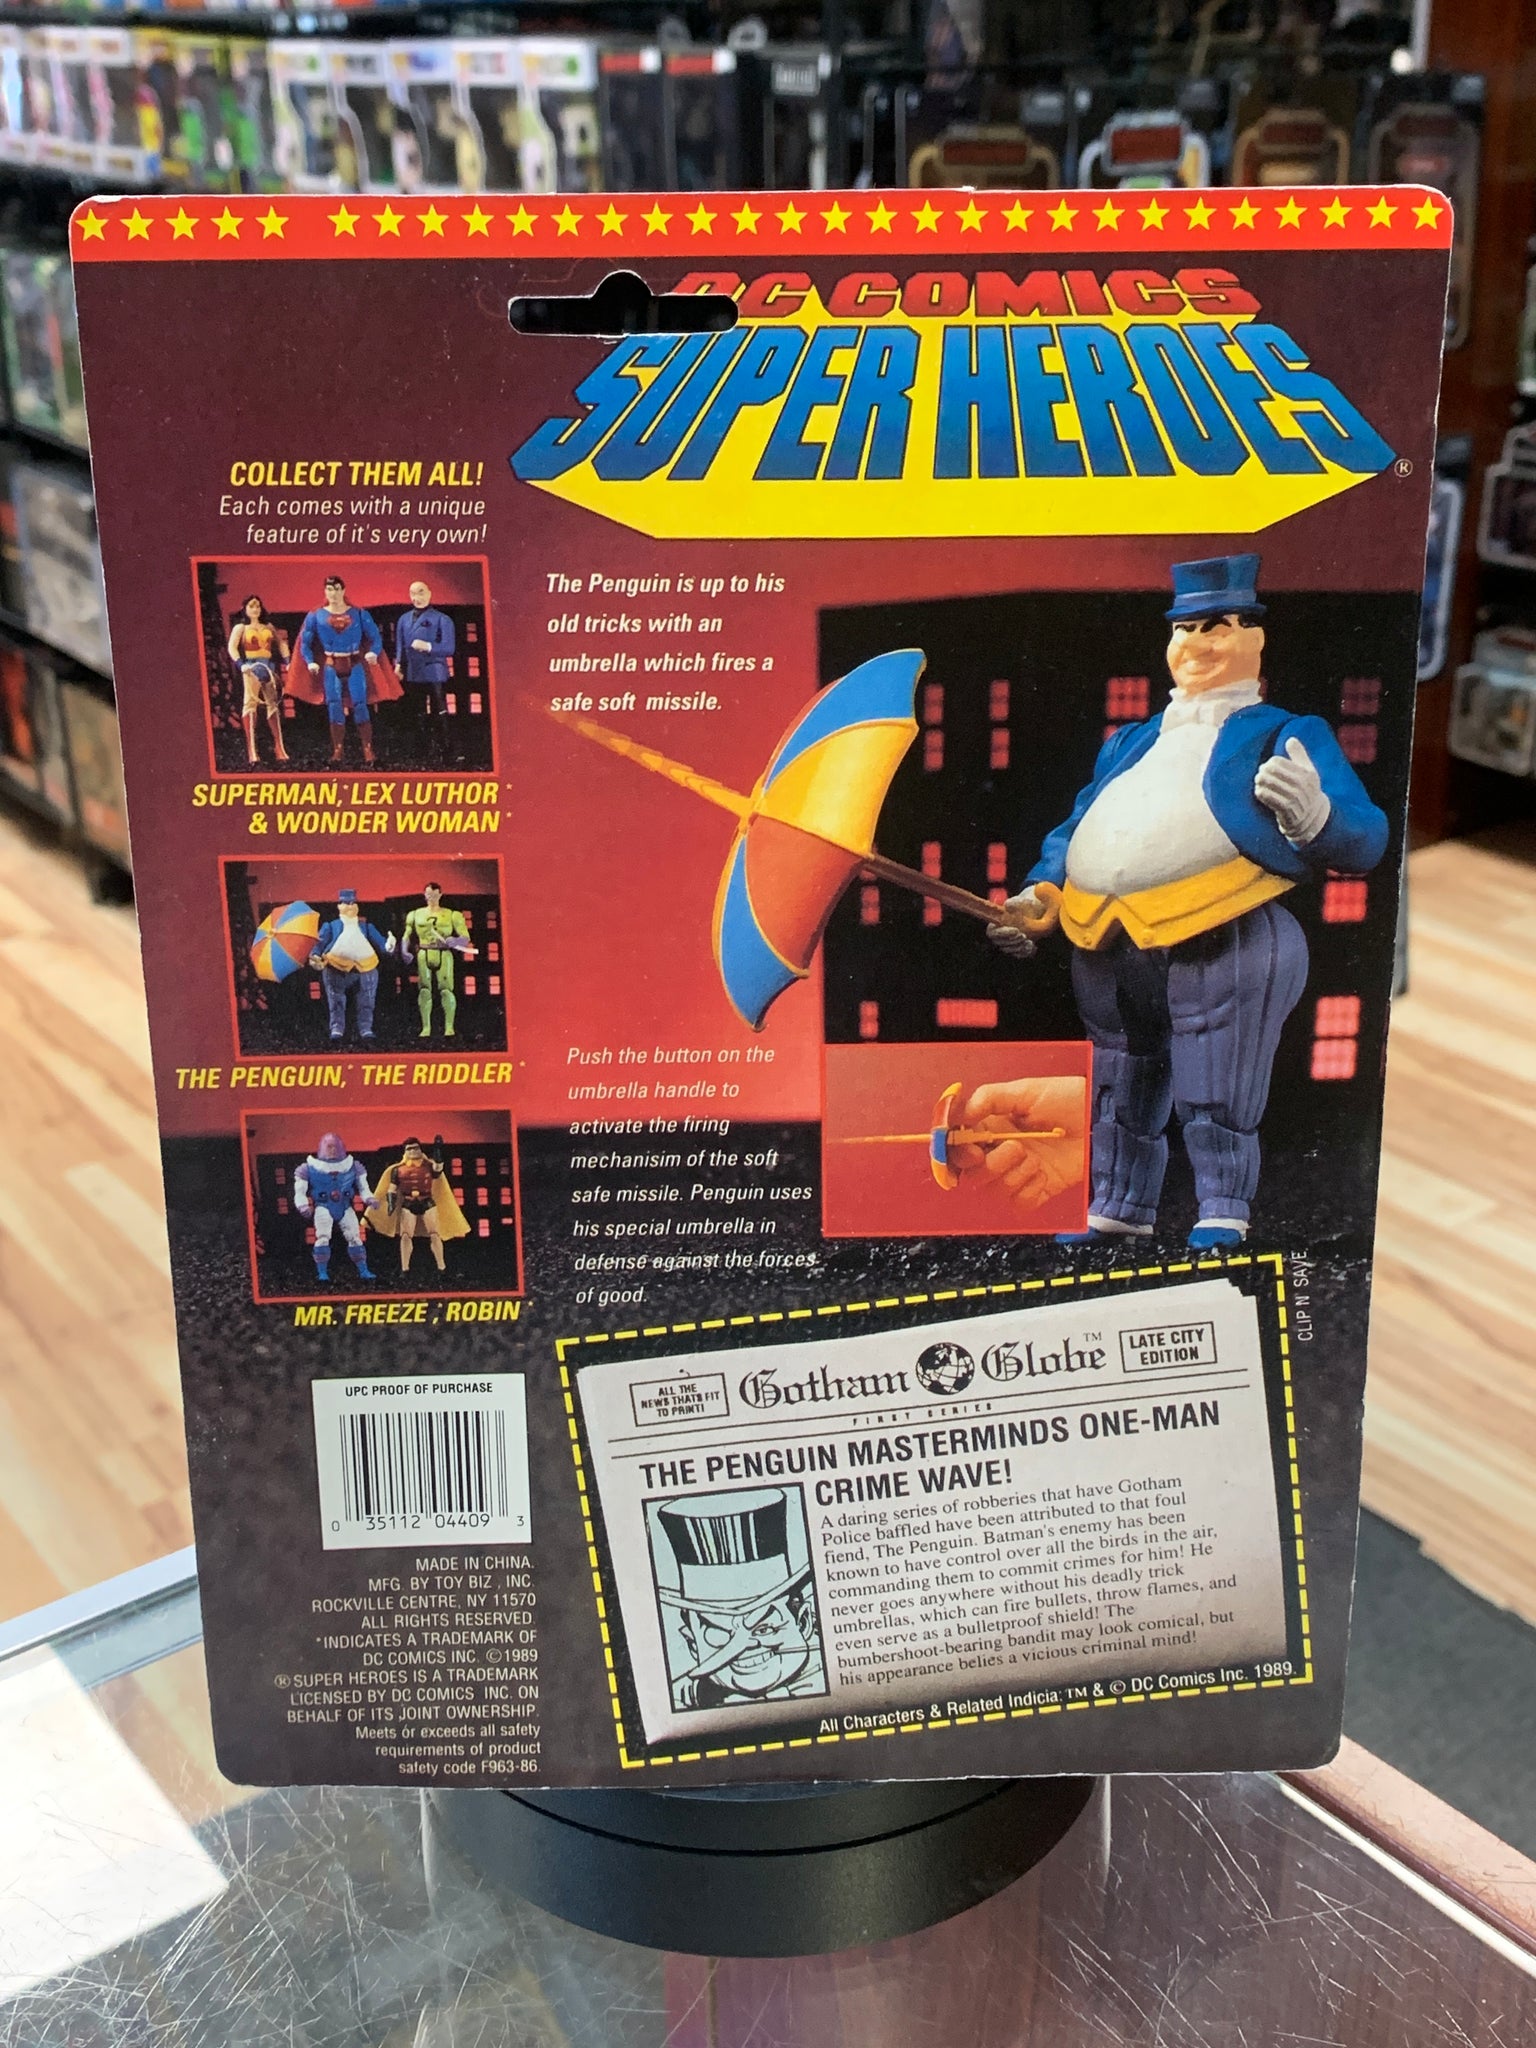 DC COMICS
SUPER HEROES
®
COLLECT THEM ALL!
Each comes with a unique
feature of it's very own!
SUPERMAN,* LEX LUTHOR*
& WONDER WOMAN*
THE PENGUIN,* THE RIDDLER*
MR. FREEZE,* ROBIN*
The Penguin is up to his
old tricks with an
umbrella which fires a
safe soft missile.
Push the button on the
umbrella handle to
activate the firing
mechanisim of the soft
safe missile. Penguin uses
his special umbrella in
defense against the forces
of good.
UPC PROOF OF PURCHASE
0 35112 04409 3
MADE IN CHINA.
MFG. BY TOY BIZ, INC.
ROCKVILLE CENTRE, NY 11570
ALL RIGHTS RESERVED.
*INDICATES A TRADEMARK OF
DC COMICS INC. ©1989
® SUPER HEROES IS A TRADEMARK
LICENSED BY DC COMICS INC. ON
BEHALF OF ITS JOINT OWNERSHIP.
Meets or exceeds all safety
requirements of product
safety code F963-86.
CLIP N' SAVE
ALL THE
NEWS THATS FIT
TO PRINT!
Gotham Globe™
LATE CITY
EDITION
FIRST SERIES
THE PENGUIN MASTERMINDS ONE-MAN
CRIME WAVE!
A daring series of robberies that have Gotham
Police baffled have been attributed to that foul
fiend, The Penguin. Batman's enemy has been
known to have control over all the birds in the air,
commanding them to commit crimes for him! He
never goes anywhere without his deadly trick
umbrellas, which can fire bullets, throw flames, and
even serve as a bulletproof shield! The
bumbershoot-bearing bandit may look comical, but
his appearance belies a vicious criminal mind!
All Characters & Related Indicia: TM & © DC Comics Inc. 1989.